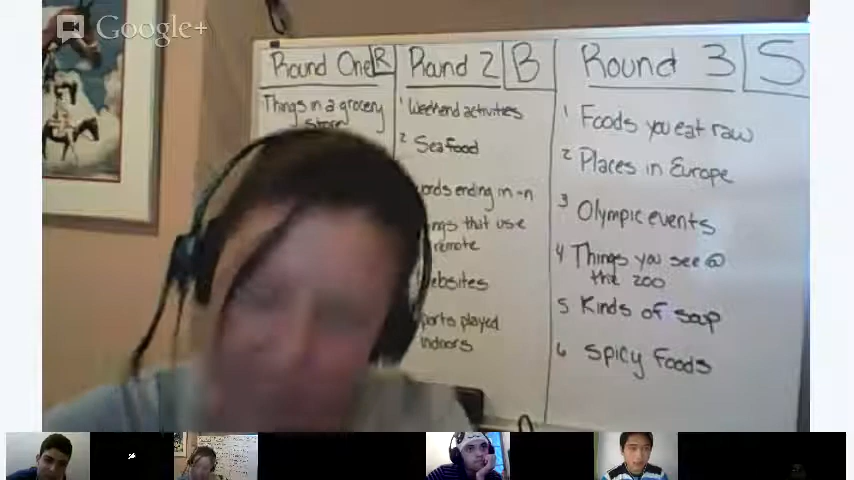 Google+
Round One R
Things in a grocery
store
Round 2 B
1 Weekend activities
2 Seafood
ords ending in -n
ngs that use
remote
ebsites
ports played
indoors
Round 3 S
1 Foods you eat raw
2 Places in Europe
3 Olympic events
4 Things you see @
the zoo
5 Kinds of soup
6 Spicy foods